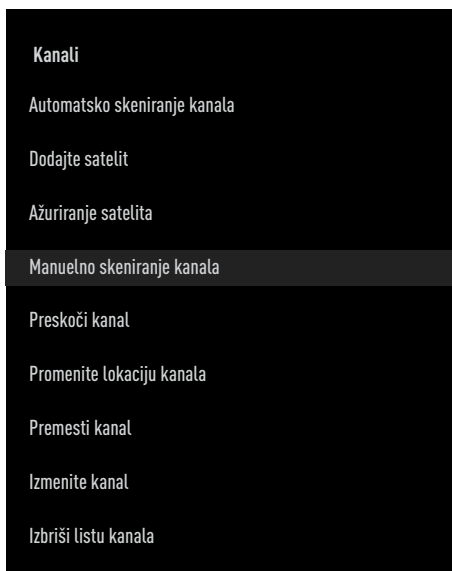 Kanali
Automatsko skeniranje kanala
Dodajte satelit
Ažuriranje satelita
Manuelno skeniranje kanala
Preskoči kanal
Promenite lokaciju kanala
Premesti kanal
Izmenite kanal
Izbriši listu kanala